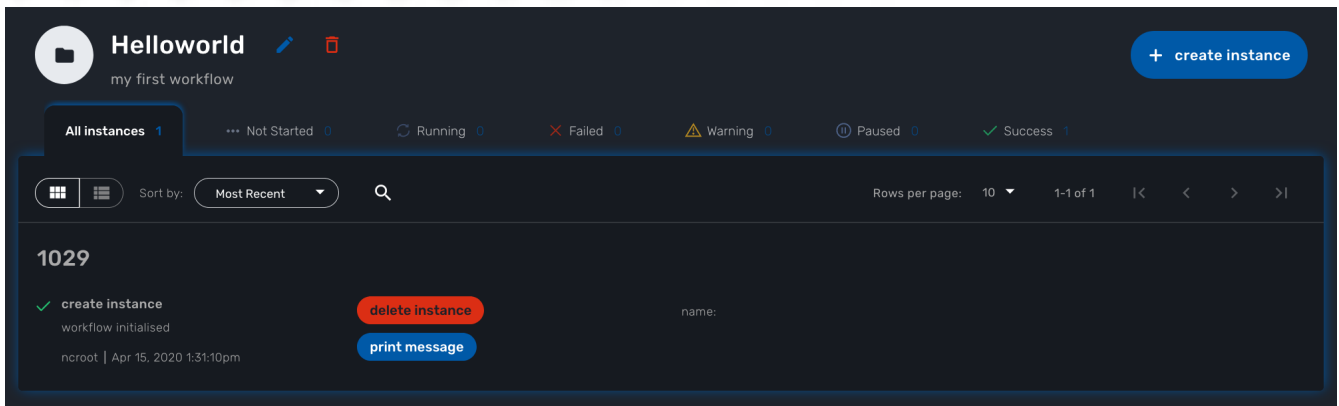 Helloworld
my first workflow
+ create instance
All instances 1
Not Started 0
Running 0
Failed 0
Warning 0
Paused 0
Success 1
Sort by: Most Recent
Rows per page: 10 1-1 of 1
1029
create instance
workflow initialised
ncroot | Apr 15, 2020 1:31:10pm
delete instance
print message
name: